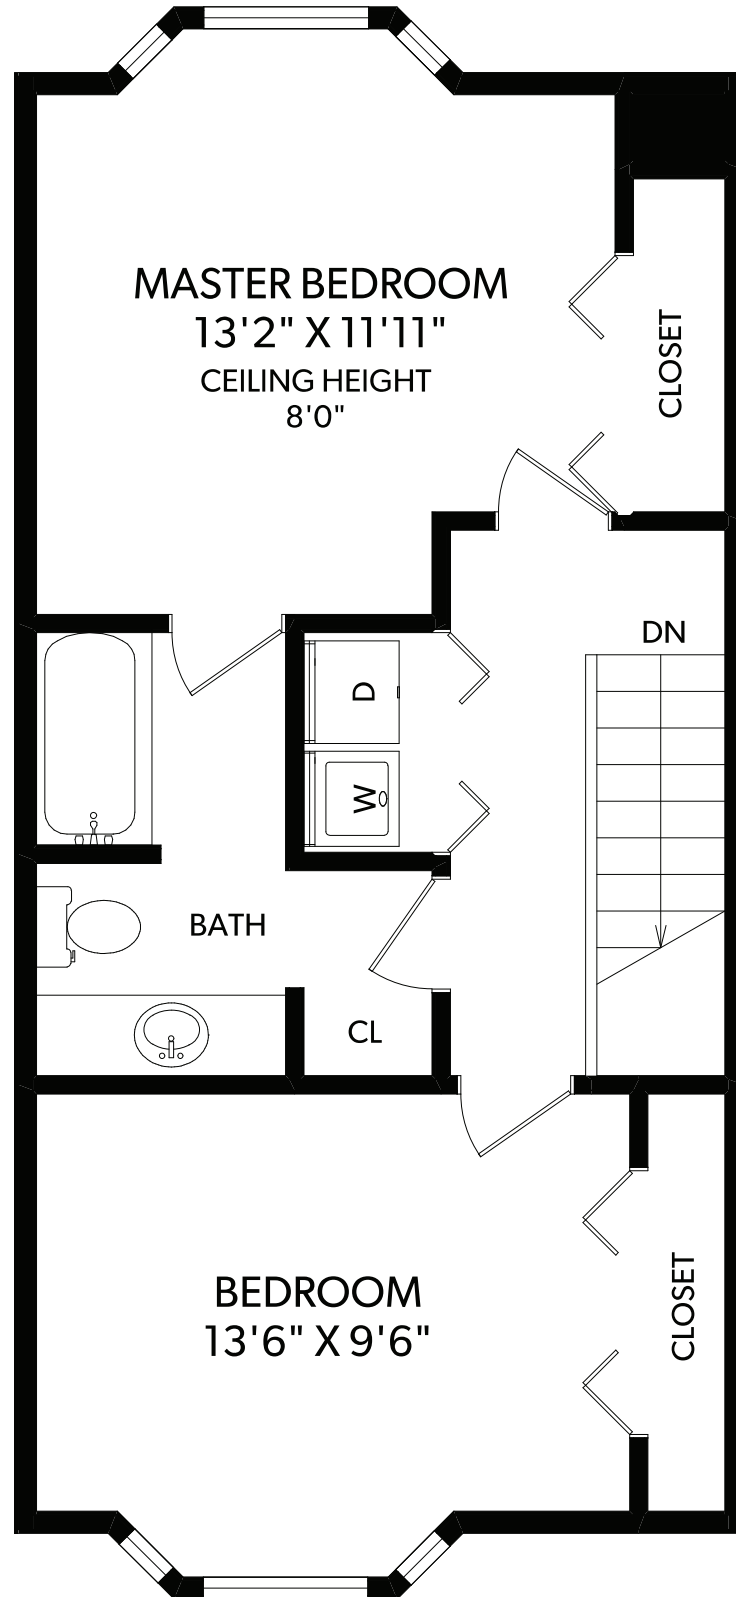 MASTER BEDROOM
13'2" X 11'11"
CEILING HEIGHT
8'0"
CLOSET
DN
D
W
BATH
CL
BEDROOM
13'6" X 9'6"
CLOSET